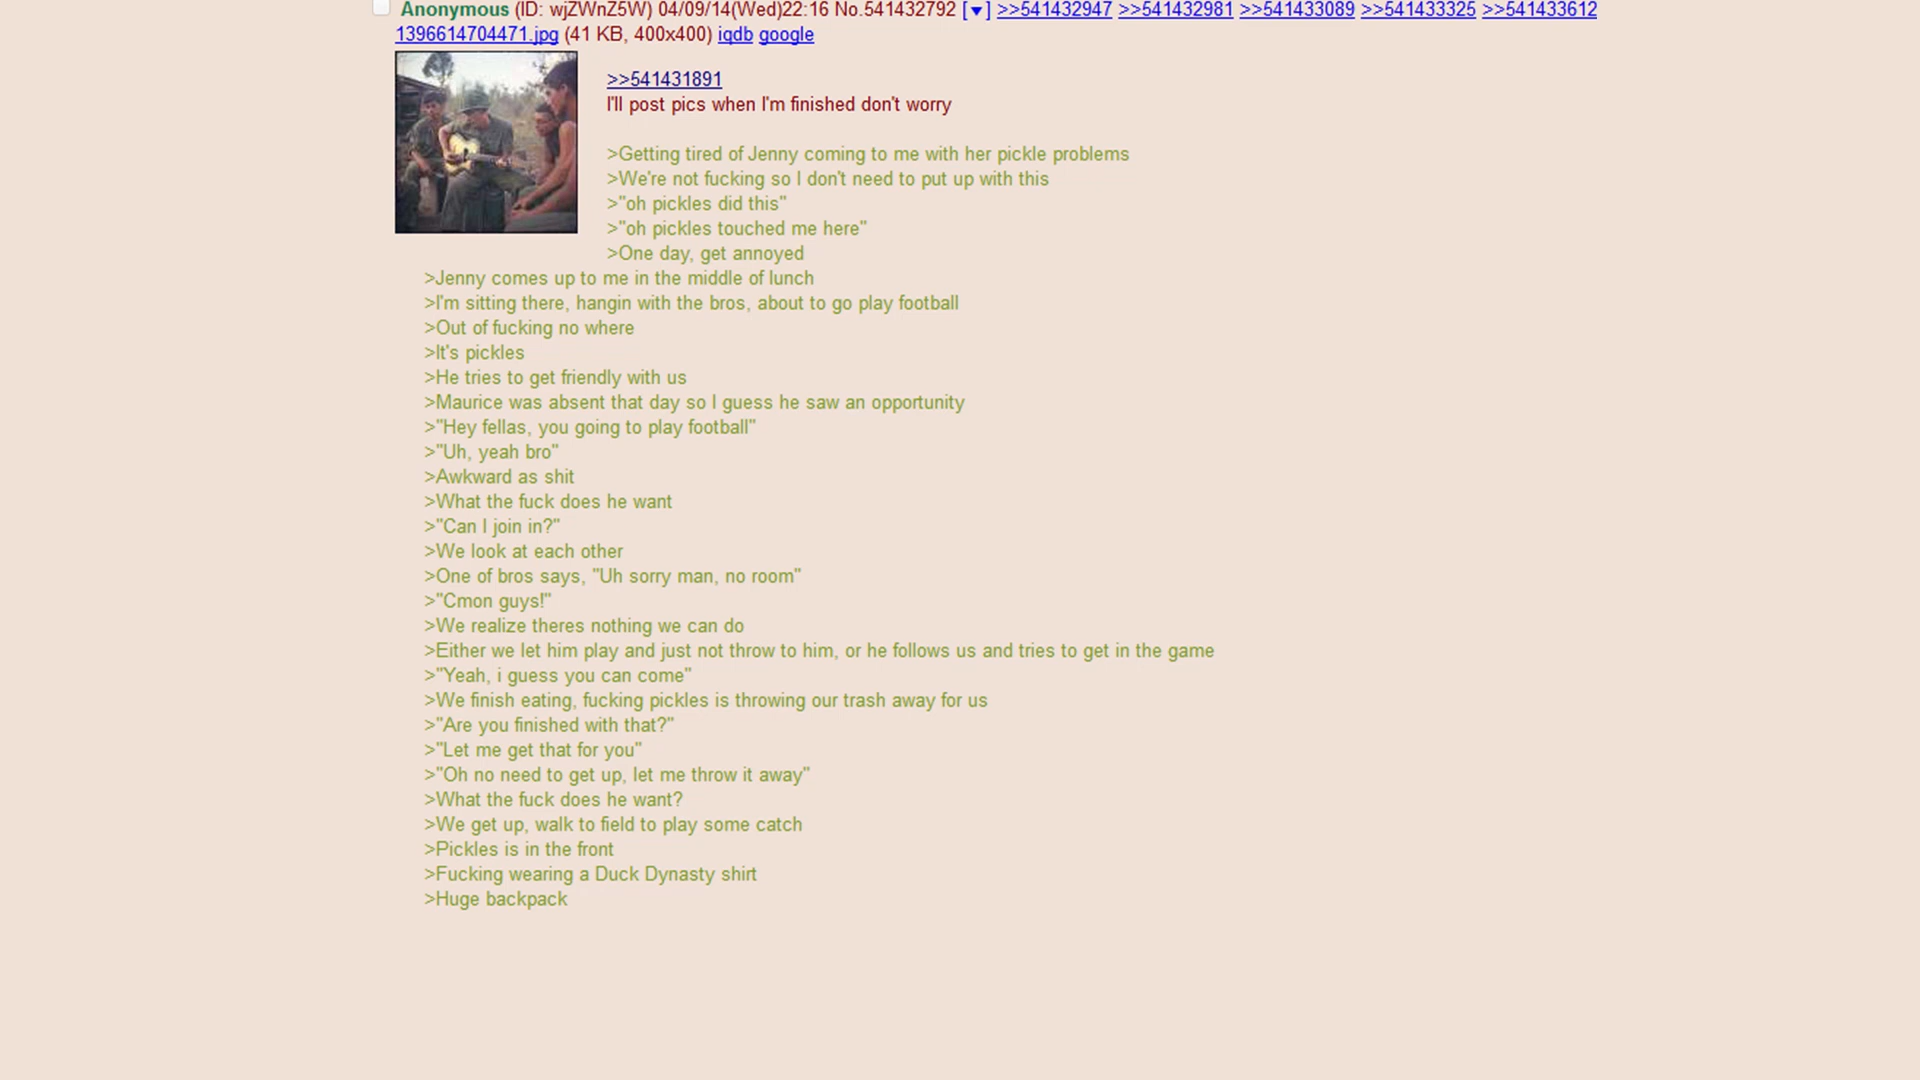 Anonymous (ID: wjZWnZ5W) 04/09/14(Wed)22:16 No.541432792 [▼] >>541432947 >>541432981 >>541433089 >>541433325 >>541433612
1396614704471.jpg (41 KB, 400x400) iqdb google
>>541431891
I'll post pics when I'm finished don't worry
>Getting tired of Jenny coming to me with her pickle problems
>We're not fucking so I don't need to put up with this
>"oh pickles did this"
>"oh pickles touched me here"
>One day, get annoyed
>Jenny comes up to me in the middle of lunch
>I'm sitting there, hangin with the bros, about to go play football
>Out of fucking no where
>It's pickles
>He tries to get friendly with us
>Maurice was absent that day so I guess he saw an opportunity
>"Hey fellas, you going to play football"
>"Uh, yeah bro"
>Awkward as shit
>What the fuck does he want
>"Can I join in?"
>We look at each other
>One of bros says, "Uh sorry man, no room"
>"Cmon guys!"
>We realize theres nothing we can do
>Either we let him play and just not throw to him, or he follows us and tries to get in the game
>"Yeah, i guess you can come"
>We finish eating, fucking pickles is throwing our trash away for us
>"Are you finished with that?"
>"Let me get that for you"
>"Oh no need to get up, let me throw it away"
>What the fuck does he want?
>We get up, walk to field to play some catch
>Pickles is in the front
>Fucking wearing a Duck Dynasty shirt
>Huge backpack